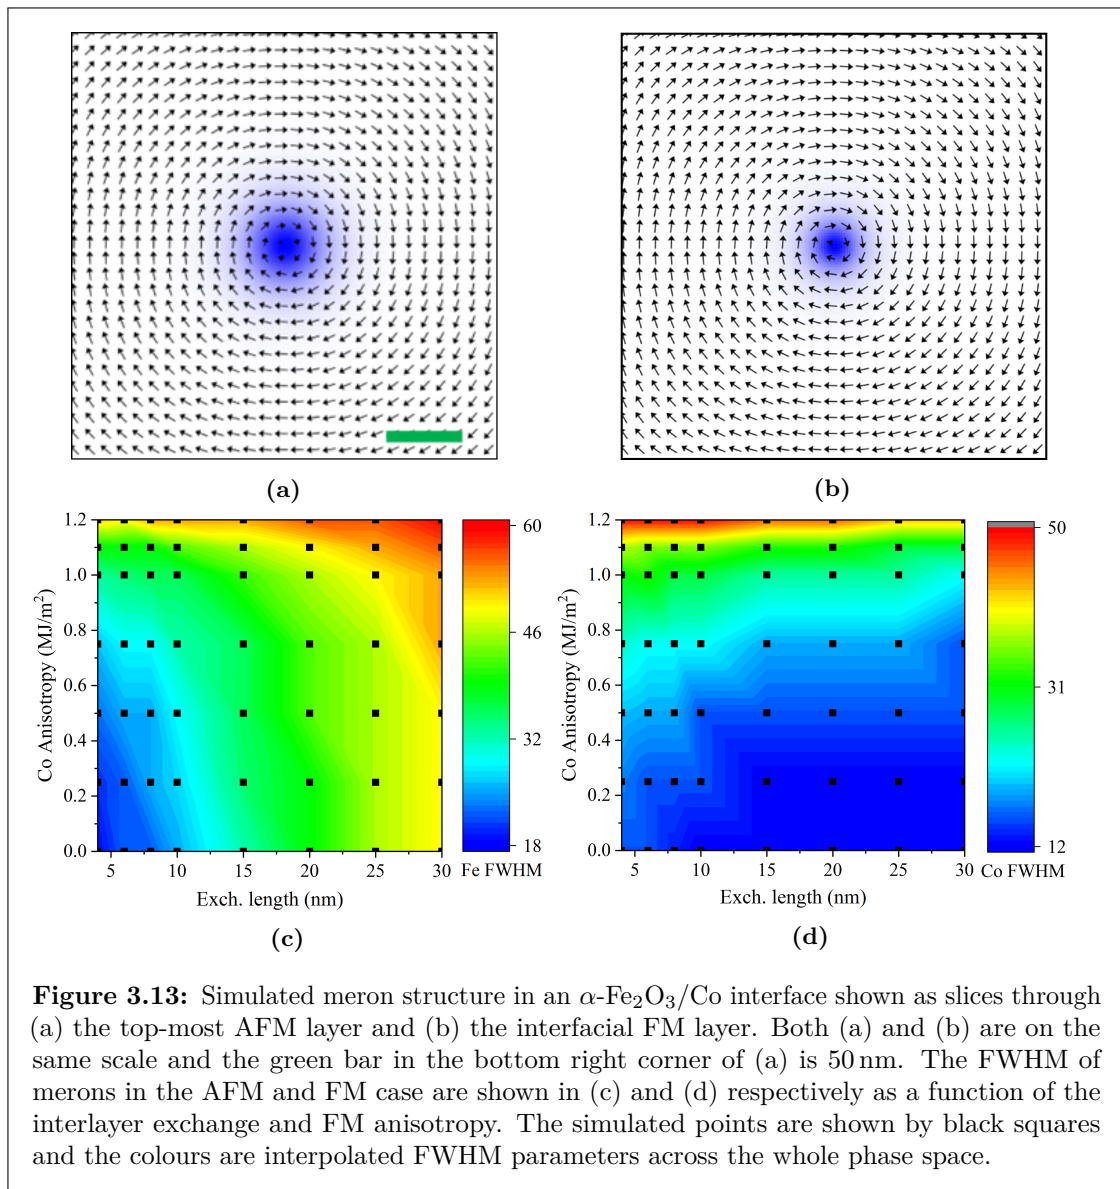 (a)
(b)
1.2
1.0
0.8
0.6
0.4
0.2
0.0
Co Anisotropy (MJ/m²)
5
10
15
20
25
30
Exch. length (nm)
60
46
32
18
Fe FWHM
(c)
1.2
1.0
0.8
0.6
0.4
0.2
0.0
Co Anisotropy (MJ/m²)
5
10
15
20
25
30
Exch. length (nm)
50
31
12
Co FWHM
(d)
Figure 3.13: Simulated meron structure in an α-Fe₂O₃/Co interface shown as slices through
(a) the top-most AFM layer and (b) the interfacial FM layer. Both (a) and (b) are on the
same scale and the green bar in the bottom right corner of (a) is 50 nm. The FWHM of
merons in the AFM and FM case are shown in (c) and (d) respectively as a function of the
interlayer exchange and FM anisotropy. The simulated points are shown by black squares
and the colours are interpolated FWHM parameters across the whole phase space.